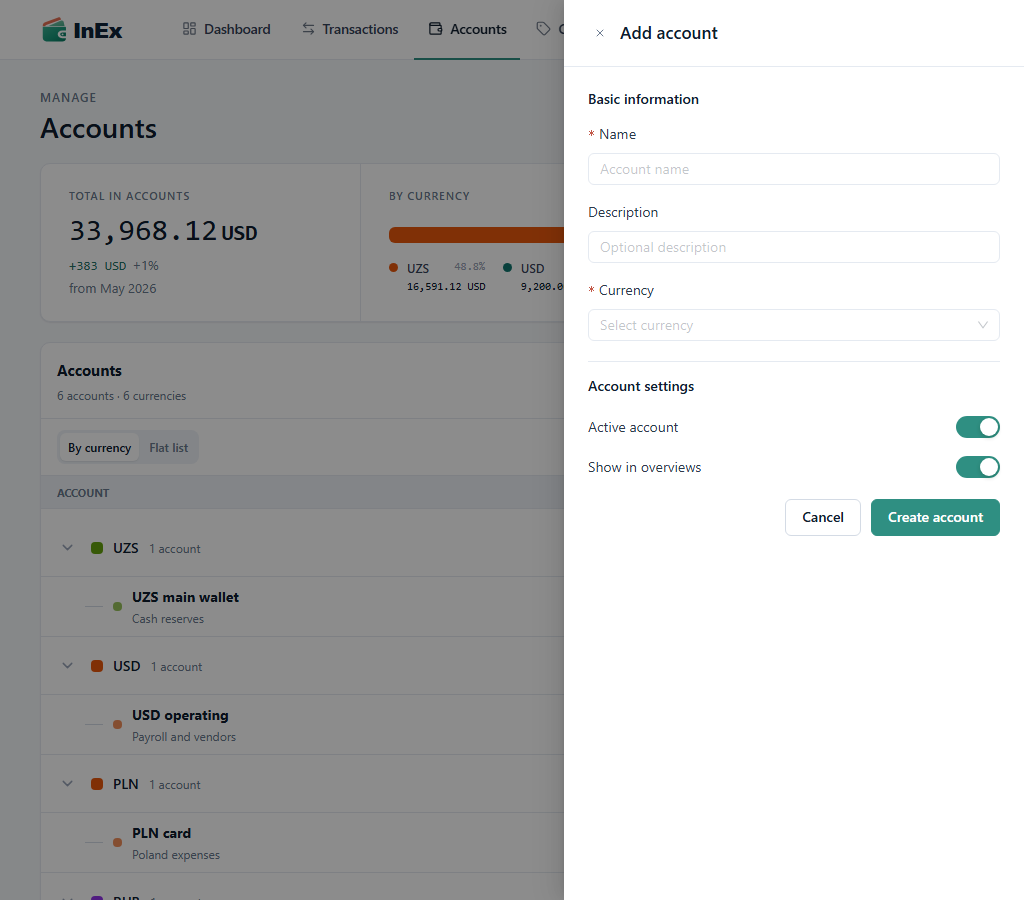 InEx
Dashboard
Transactions
Accounts
MANAGE
Accounts
TOTAL IN ACCOUNTS
33,968.12 USD
+383 USD +1%
from May 2026
BY CURRENCY
UZS 48.8%
16,591.12 USD
USD
Accounts
6 accounts · 6 currencies
By currency
Flat list
ACCOUNT
UZS 1 account
UZS main wallet
Cash reserves
USD 1 account
USD operating
Payroll and vendors
PLN 1 account
PLN card
Poland expenses
Add account
Basic information
* Name
Account name
Description
Optional description
* Currency
Select currency
Account settings
Active account
Show in overviews
Cancel
Create account